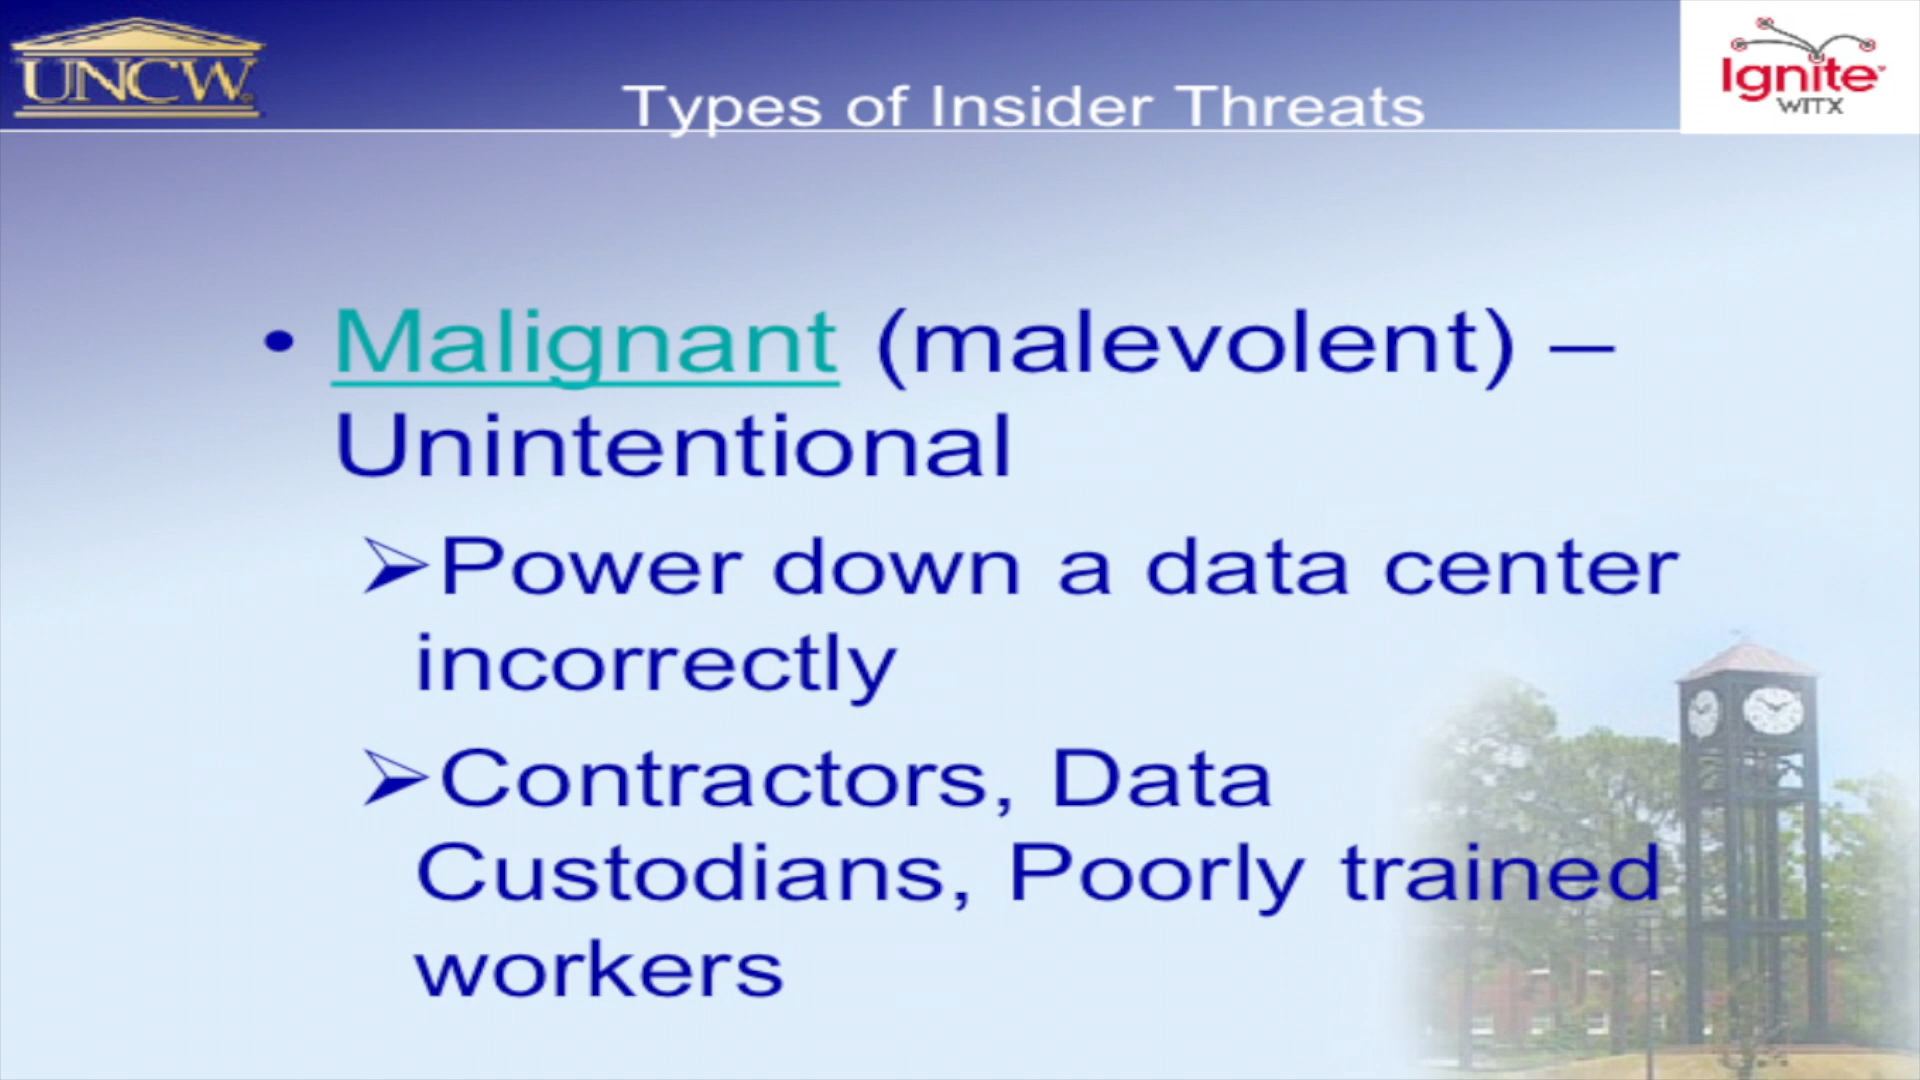 UNCW
Types of Insider Threats
Ignite
WITX
• Malignant (malevolent) –
Unintentional
➢Power down a data center
incorrectly
➢Contractors, Data
Custodians, Poorly trained
workers